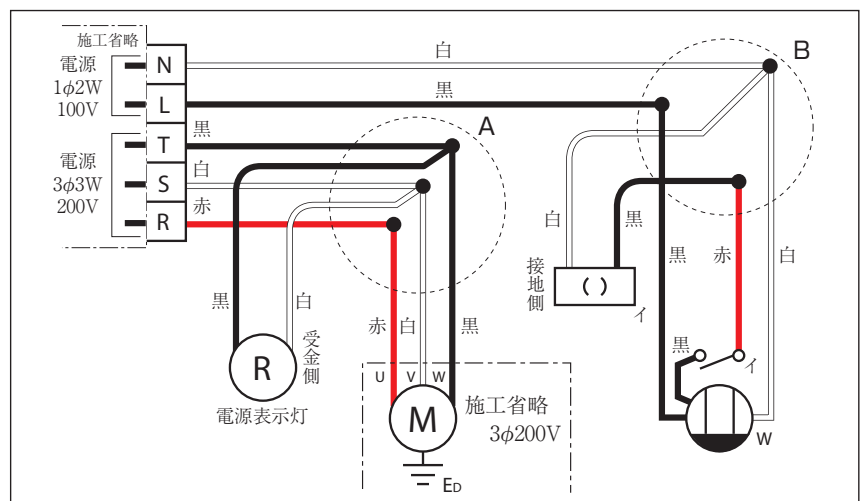 施工省略
電源
1φ2W
100V
N
L
電源
3φ3W
200V
T
S
R
白
黒
黒
白
赤
A
B
白
黒
接地側
イ
黒
赤
白
黒
イ
W
黒
白
受金側
R
電源表示灯
赤
白
黒
U
V
W
M
施工省略
3φ200V
ED